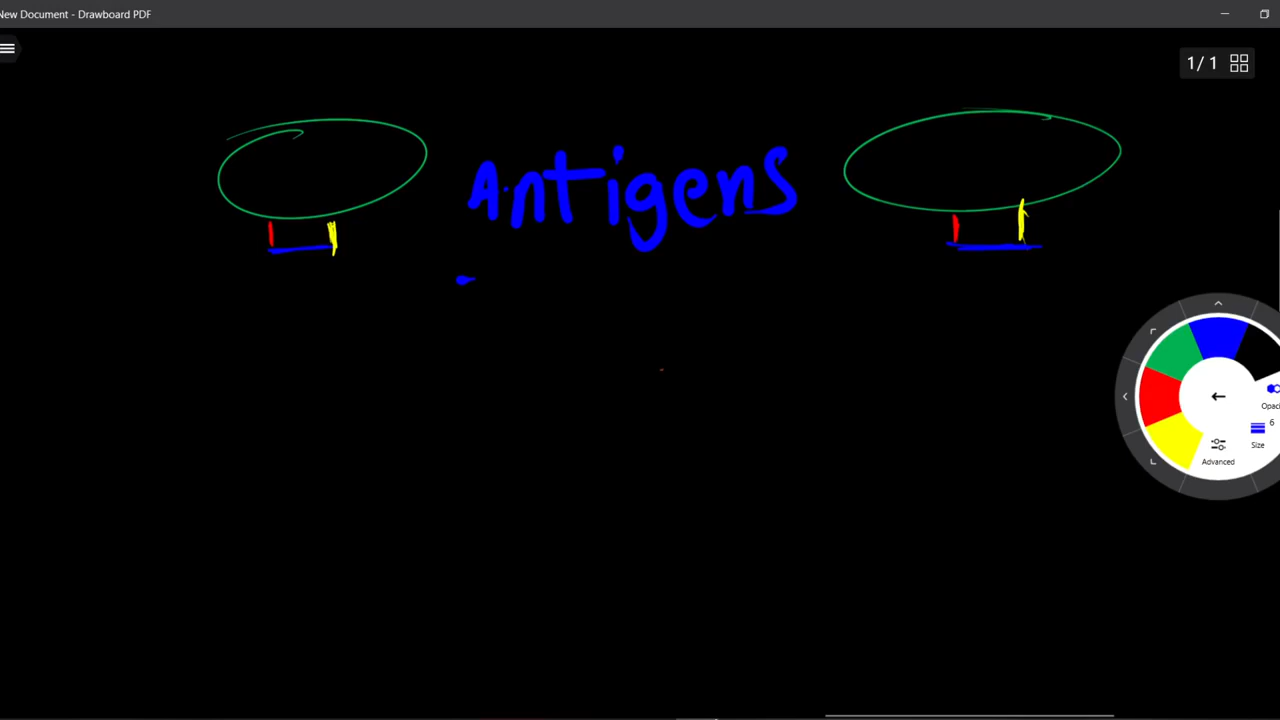 New Document - Drawboard PDF
1/ 1
Antigens
Opaci
6
Size
Advanced